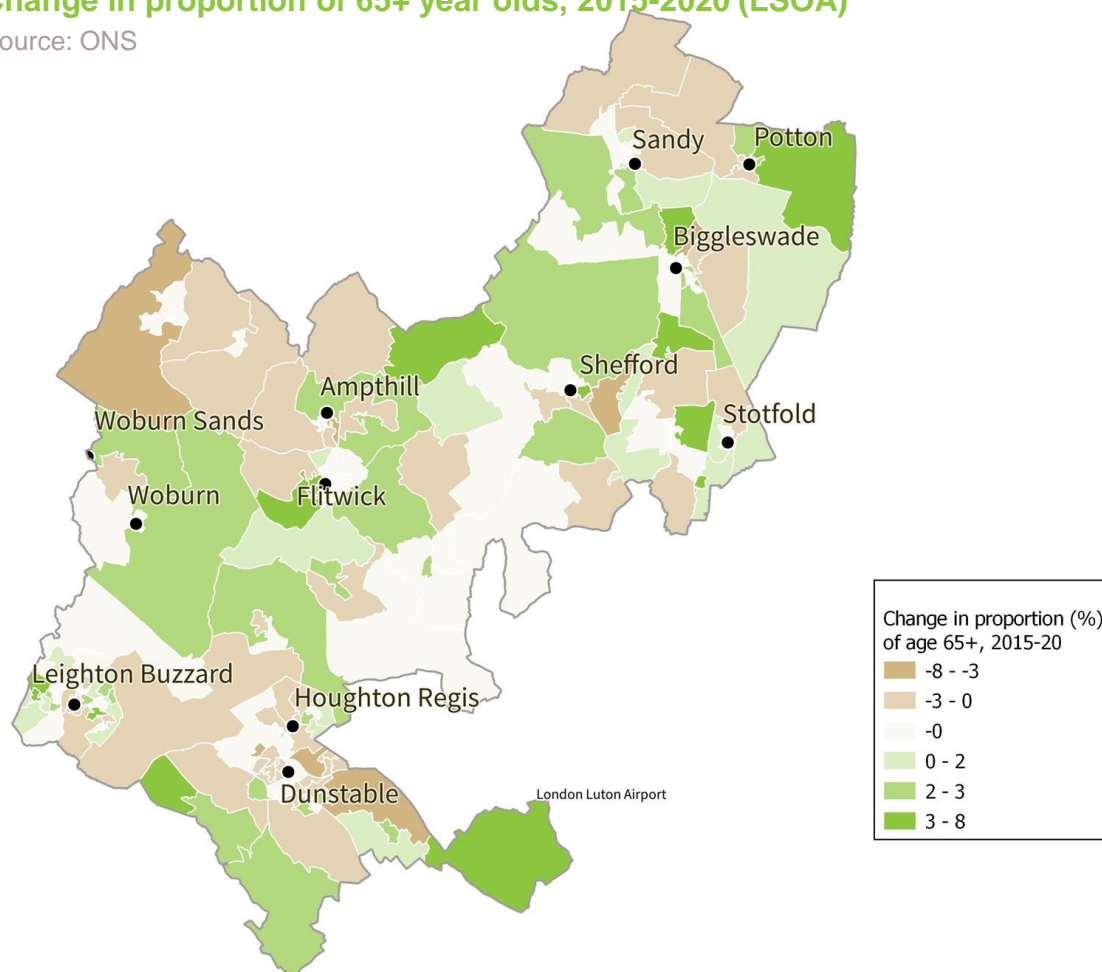 Change in proportion of 65+ year olds, 2015-2020 (LSOA)
Source: ONS
Sandy
Potton
Biggleswade
Shefford
Ampthill
Stotfold
Woburn Sands
Woburn
Flitwick
Leighton Buzzard
Houghton Regis
Dunstable
London Luton Airport
Change in proportion (%)
of age 65+, 2015-20
-8 - -3
-3 - 0
-0
0 - 2
2 - 3
3 - 8